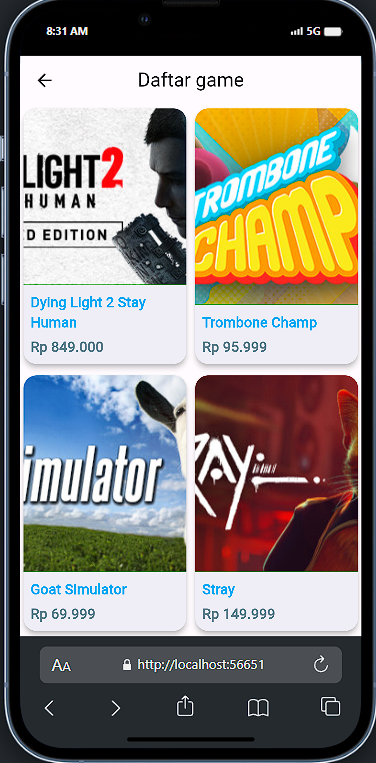 8:31 AM
5G
Daftar game
LIGHT2
HUMAN
D EDITION
TROMBONE
CHAMP
Dying Light 2 Stay
Human
Rp 849.000
Trombone Champ
Rp 95.999
imulator
RAY
Goat Simulator
Rp 69.999
Stray
Rp 149.999
AA
http://localhost:56651